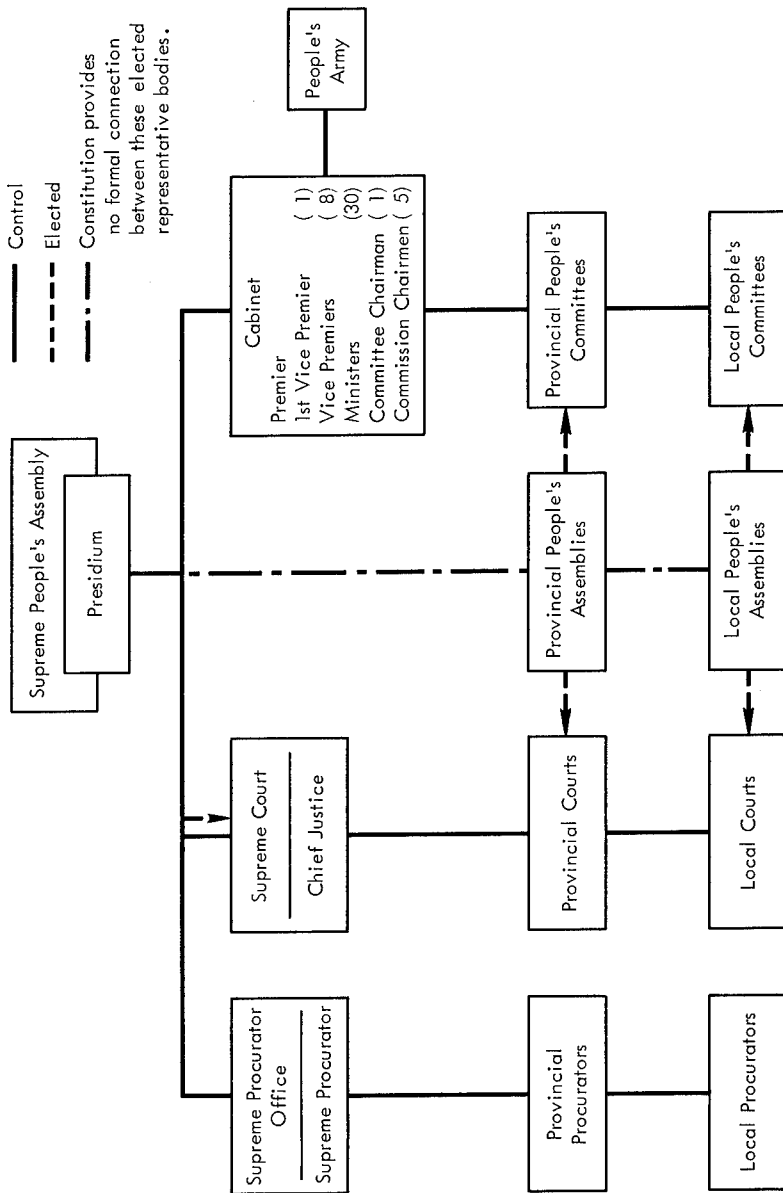 Supreme People's Assembly
Presidium
Control
Elected
Constitution provides
no formal connection
between these elected
representative bodies.
Supreme Procurator
Office
Supreme Procurator
Supreme Court
Chief Justice
Cabinet
Premier
1st Vice Premier ( 1)
Vice Premiers ( 8)
Ministers (30)
Committee Chairman ( 1)
Commission Chairmen ( 5)
People's
Army
Provincial
Procurators
Provincial Courts
Provincial People's
Assemblies
Provincial People's
Committees
Local Procurators
Local Courts
Local People's
Assemblies
Local People's
Committees